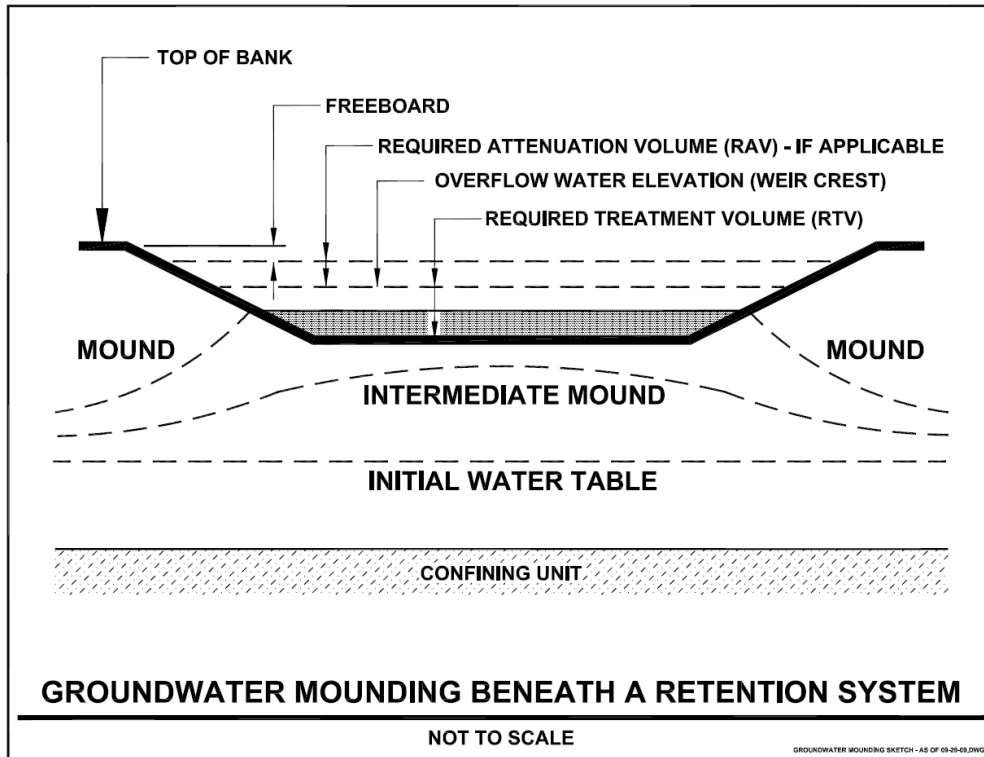 TOP OF BANK
FREEBOARD
REQUIRED ATTENUATION VOLUME (RAV) - IF APPLICABLE
OVERFLOW WATER ELEVATION (WEIR CREST)
REQUIRED TREATMENT VOLUME (RTV)
MOUND
MOUND
INTERMEDIATE MOUND
INITIAL WATER TABLE
CONFINING UNIT
GROUNDWATER MOUNDING BENEATH A RETENTION SYSTEM
NOT TO SCALE
GROUNDWATER MOUNDING SKETCH - AS OF 09-29-09.DWG